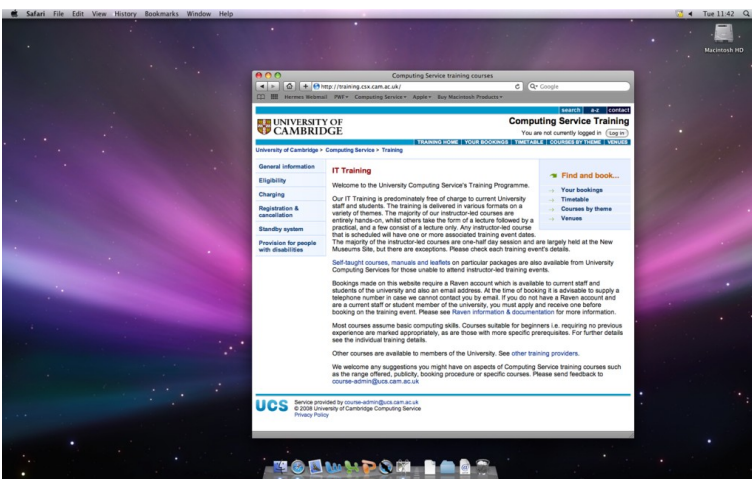 Safari File Edit View History Bookmarks Window Help
Tue 11:42
Macintosh HD
Computing Service training courses
http://training.csx.cam.ac.uk/
Google
Hermes Webmail PWF Computing Service Apple Buy Macintosh Products
search a-z contact
UNIVERSITY OF
CAMBRIDGE
Computing Service Training
You are not currently logged in Log in
TRAINING HOME YOUR BOOKINGS TIMETABLE COURSES BY THEME VENUES
University of Cambridge > Computing Service > Training
General information
Eligibility
Charging
Registration &
cancellation
Standby system
Provision for people
with disabilities
IT Training
Welcome to the University Computing Service's Training Programme.
Our IT Training is predominately free of charge to current University
staff and students. The training is delivered in various formats on a
variety of themes. The majority of our instructor-led courses are
entirely hands-on, whilst others take the form of a lecture followed by a
practical, and a few consist of a lecture only. Any instructor-led course
that is scheduled will have one or more associated training event dates.
The majority of the instructor-led courses are one-half day session and are largely held at the New
Museums Site, but there are exceptions. Please check each training event's details.
Self-taught courses, manuals and leaflets on particular packages are also available from University
Computing Services for those unable to attend instructor-led training events.
Bookings made on this website require a Raven account which is available to current staff and
students of the university and also an email address. At the time of booking it is advisable to supply a
telephone number in case we cannot contact you by email. If you do not have a Raven account and
are a current staff or student member of the university, you must apply and receive one before
booking on the training event. Please see Raven information & documentation for more information.
Most courses assume basic computing skills. Courses suitable for beginners i.e. requiring no previous
experience are marked appropriately, as are those with more specific prerequisites. For further details
see the individual training details.
Other courses are available to members of the University. See other training providers.
We welcome any suggestions you might have on aspects of Computing Service training courses such
as the range offered, publicity, booking procedure or specific courses. Please send feedback to
course-admin@ucs.cam.ac.uk
Find and book...
Your bookings
Timetable
Courses by theme
Venues
UCS
Service provided by course-admin@ucs.cam.ac.uk
© 2008 University of Cambridge Computing Service
Privacy Policy